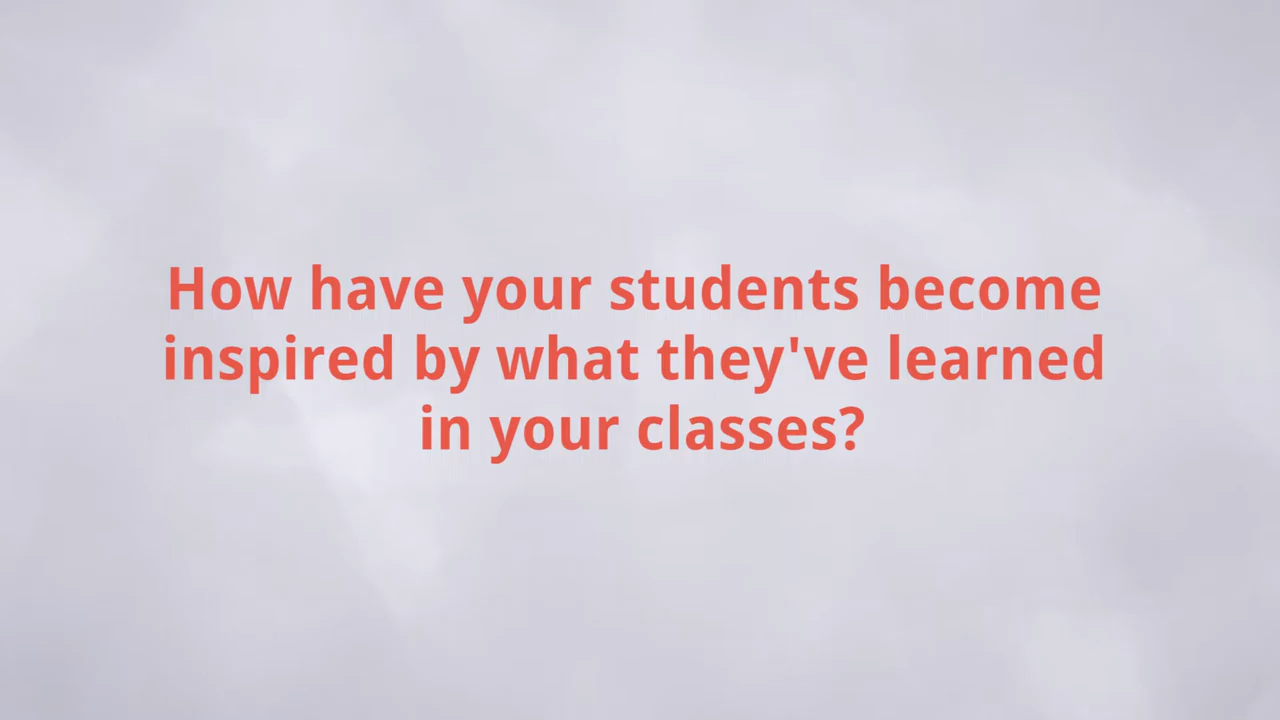 How have your students become
inspired by what they've learned
in your classes?